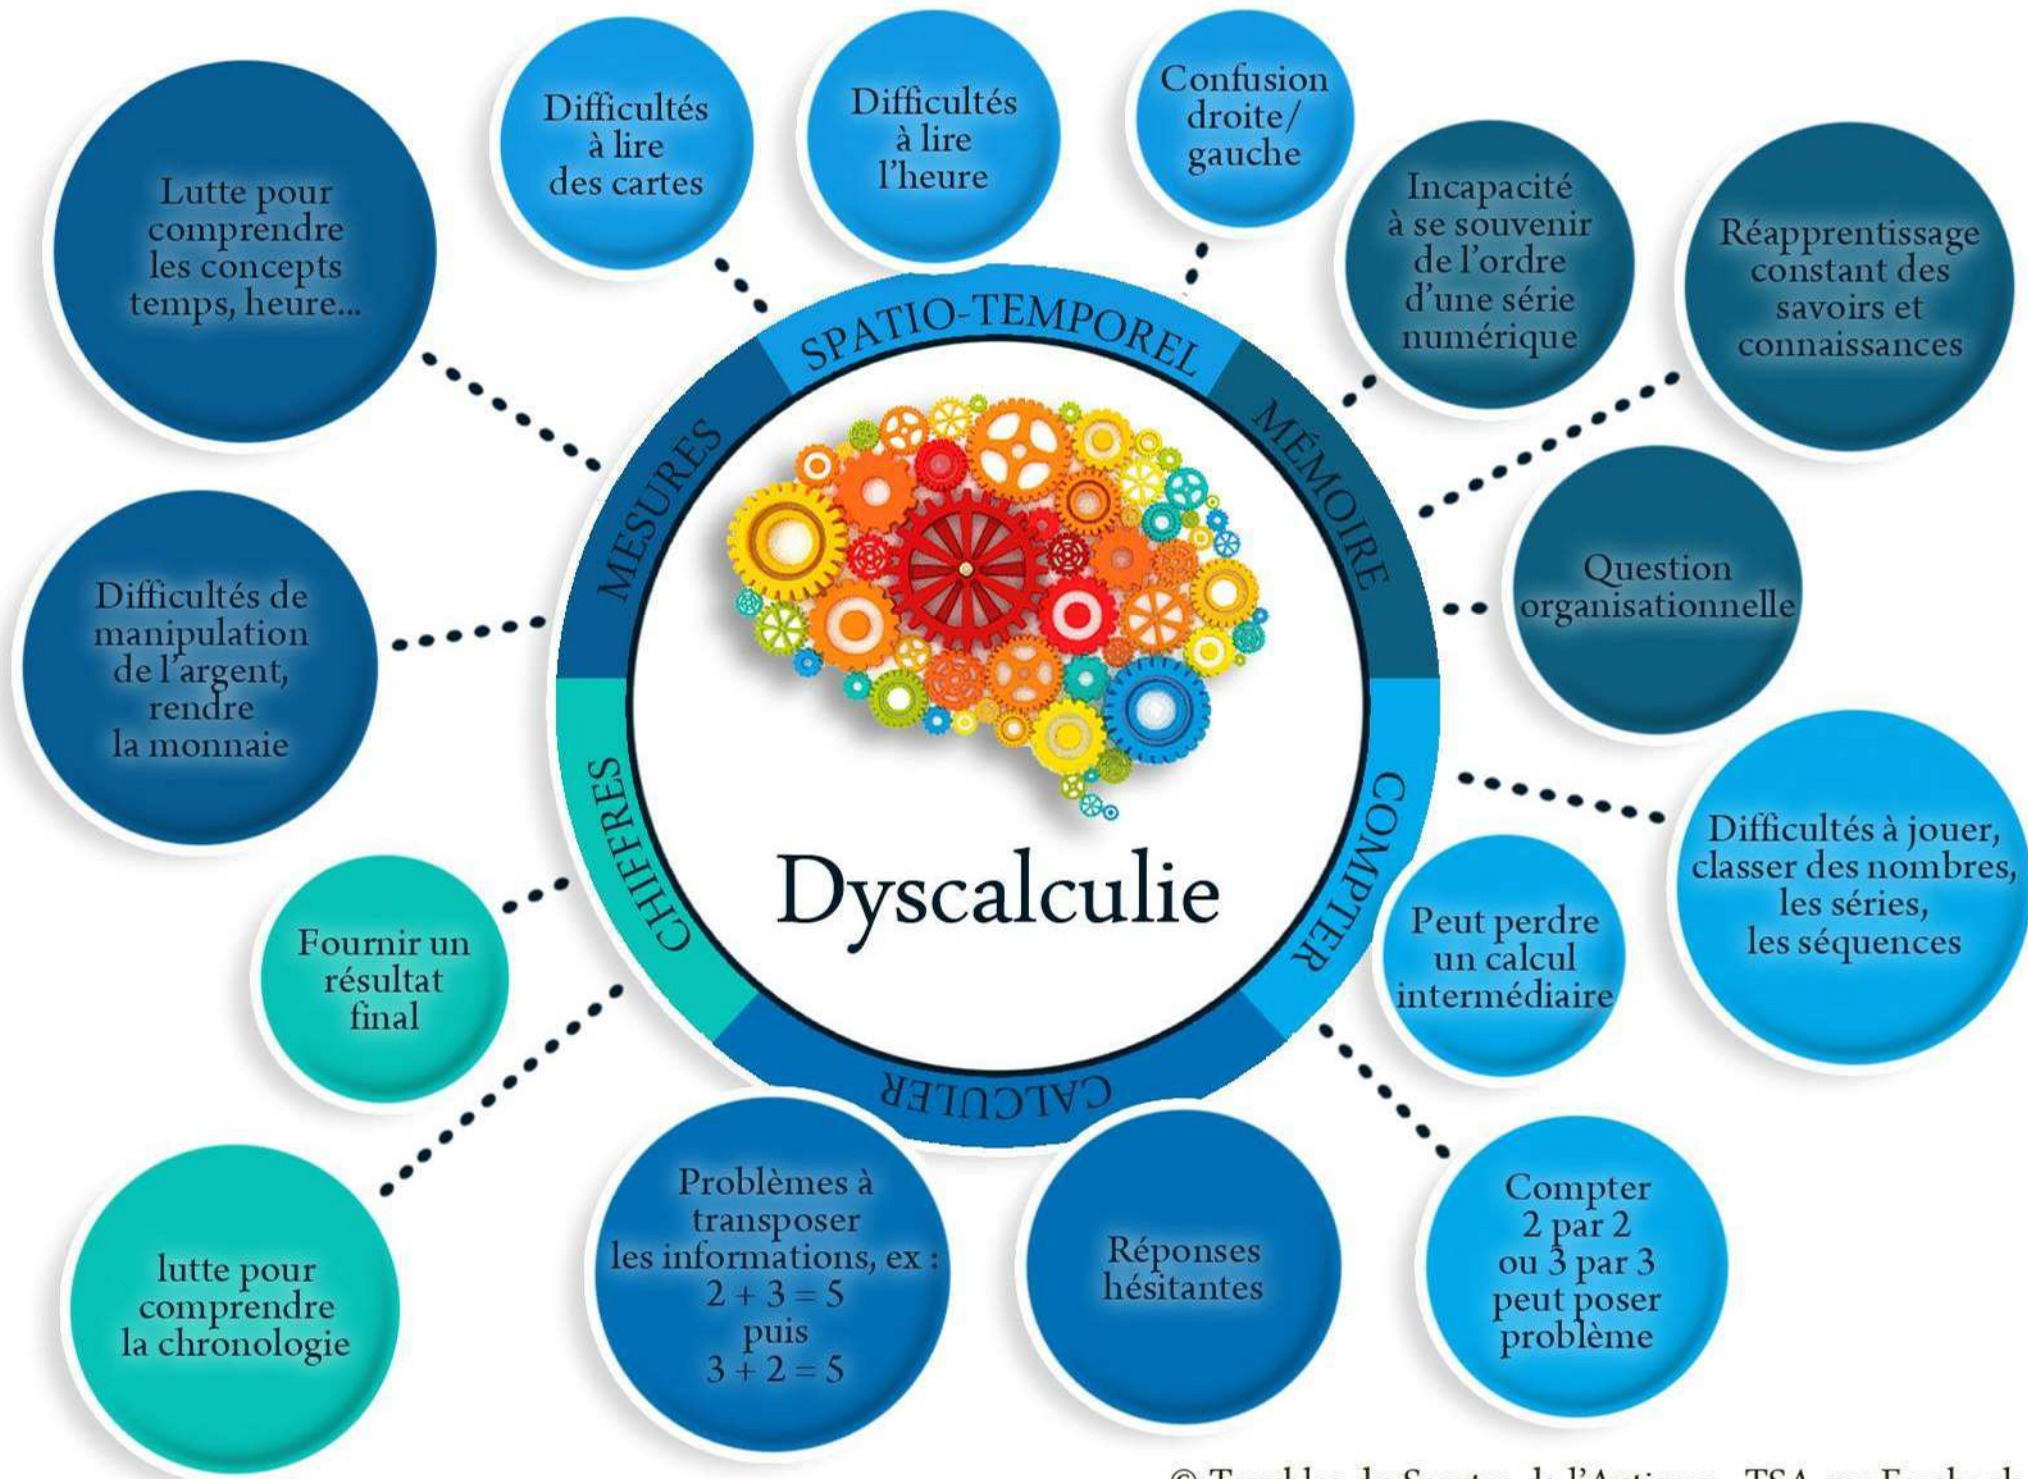 Difficultés
à lire
des cartes
Difficultés
à lire
l'heure
Confusion
droite/
gauche
Lutte pour
comprendre
les concepts
temps, heure...
Incapacité
à se souvenir
de l'ordre
d'une série
numérique
Réapprentissage
constant des
savoirs et
connaissances
SPATIO-TEMPOREL
MESURES
MÉMOIRE
Difficultés de
manipulation
de l'argent,
rendre
la monnaie
Question
organisationnelle
CHIFFRES
COMPTER
Dyscalculie
Difficultés à jouer,
classer des nombres,
les séries,
les séquences
Fournir un
résultat
final
Peut perdre
un calcul
intermédiaire
CALCULER
lutte pour
comprendre
la chronologie
Problèmes à
transposer
les informations, ex :
2 + 3 = 5
puis
3 + 2 = 5
Réponses
hésitantes
Compter
2 par 2
ou 3 par 3
peut poser
problème